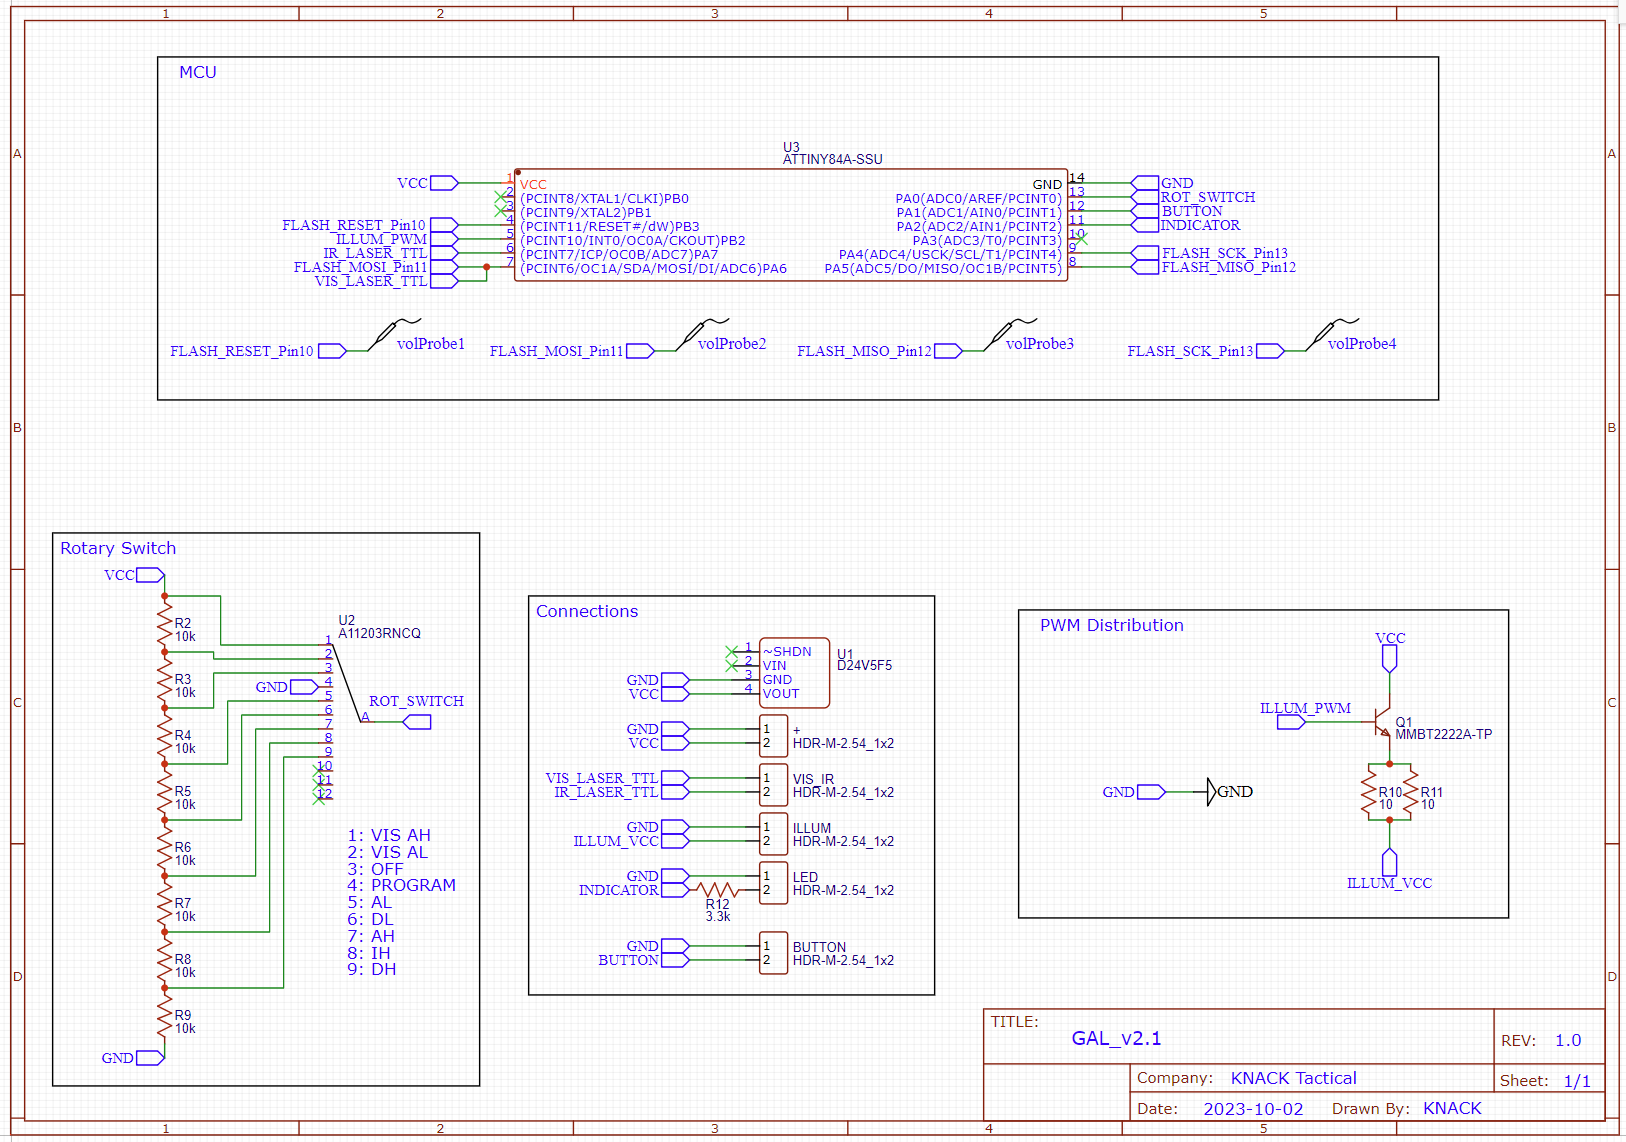 1 2 3 4 5
A A
B B
C C
D D
MCU
U3
ATTINY84A-SSU
VCC 1 VCC
2 (PCINT8/XTAL1/CLKI)PB0
3 (PCINT9/XTAL2)PB1
FLASH_RESET_Pin10 4 (PCINT11/RESET#/dW)PB3
ILLUM_PWM 5 (PCINT10/INT0/OC0A/CKOUT)PB2
IR_LASER_TTL 6 (PCINT7/ICP/OC0B/ADC7)PA7
FLASH_MOSI_Pin11 7 (PCINT6/OC1A/SDA/MOSI/DI/ADC6)PA6
VIS_LASER_TTL
GND 14 GND
PA0(ADC0/AREF/PCINT0) 13 ROT_SWITCH
PA1(ADC1/AIN0/PCINT1) 12 BUTTON
PA2(ADC2/AIN1/PCINT2) 11 INDICATOR
PA3(ADC3/T0/PCINT3) 10
PA4(ADC4/USCK/SCL/T1/PCINT4) 9 FLASH_SCK_Pin13
PA5(ADC5/DO/MISO/OC1B/PCINT5) 8 FLASH_MISO_Pin12
FLASH_RESET_Pin10 volProbe1
FLASH_MOSI_Pin11 volProbe2
FLASH_MISO_Pin12 volProbe3
FLASH_SCK_Pin13 volProbe4
Rotary Switch
VCC
R2
10k
R3
10k
R4
10k
R5
10k
R6
10k
R7
10k
R8
10k
R9
10k
GND
U2
A11203RNCQ
1
2
3
GND 4
5
6
7
8
9
10
11
12
A
ROT_SWITCH
1: VIS AH
2: VIS AL
3: OFF
4: PROGRAM
5: AL
6: DL
7: AH
8: IH
9: DH
Connections
U1
D24V5F5
1 ~SHDN
2 VIN
GND 3 GND
VCC 4 VOUT
GND 1 +
VCC 2 HDR-M-2.54_1x2
VIS_LASER_TTL 1 VIS_IR
IR_LASER_TTL 2 HDR-M-2.54_1x2
GND 1 ILLUM
ILLUM_VCC 2 HDR-M-2.54_1x2
GND 1 LED
INDICATOR 2 HDR-M-2.54_1x2
R12
3.3k
GND 1 BUTTON
BUTTON 2 HDR-M-2.54_1x2
PWM Distribution
VCC
ILLUM_PWM
Q1
MMBT2222A-TP
GND GND
R10
10
R11
10
ILLUM_VCC
TITLE:
GAL_v2.1
REV: 1.0
Company: KNACK Tactical
Sheet: 1/1
Date: 2023-10-02 Drawn By: KNACK
1 2 3 4 5